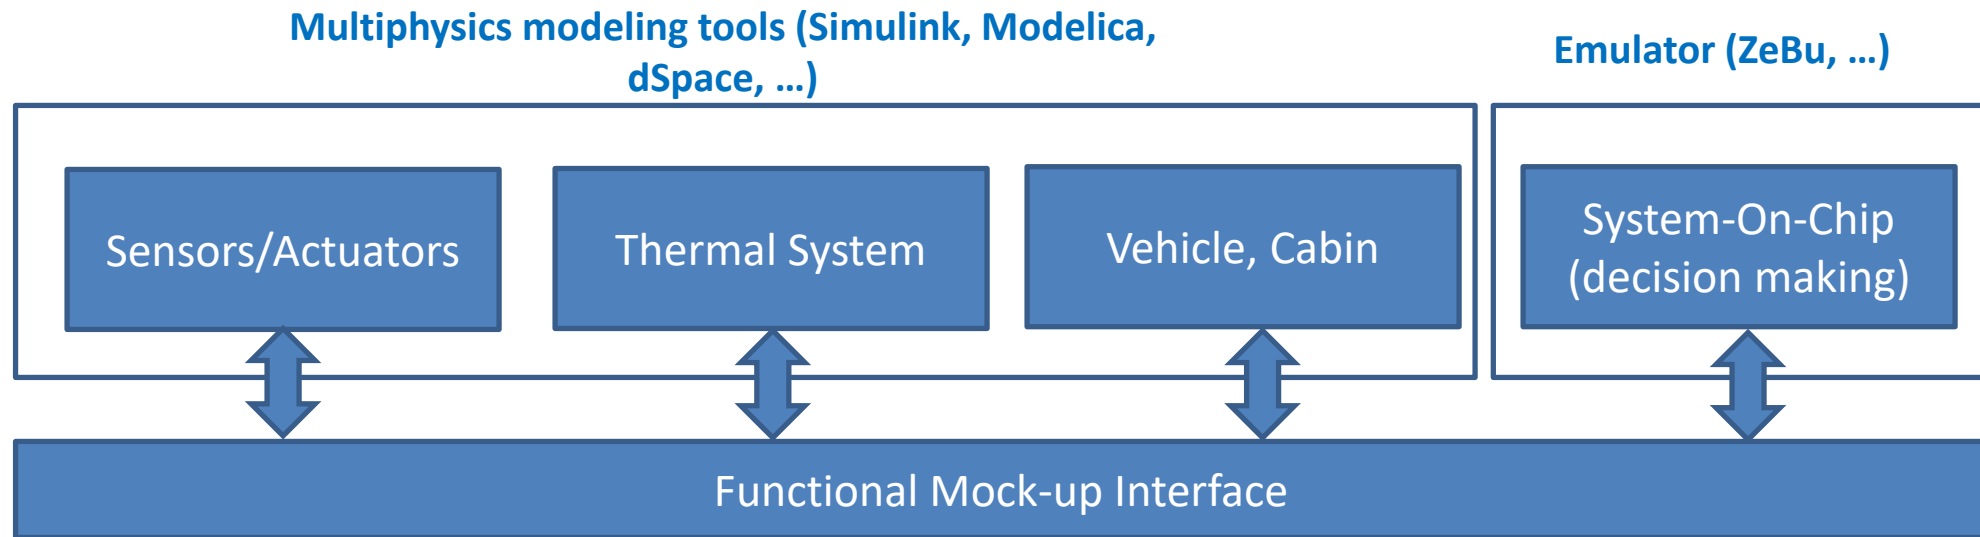 Multiphysics modeling tools (Simulink, Modelica,
dSpace, …)
Emulator (ZeBu, …)
Sensors/Actuators
Thermal System
Vehicle, Cabin
System-On-Chip
(decision making)
Functional Mock-up Interface